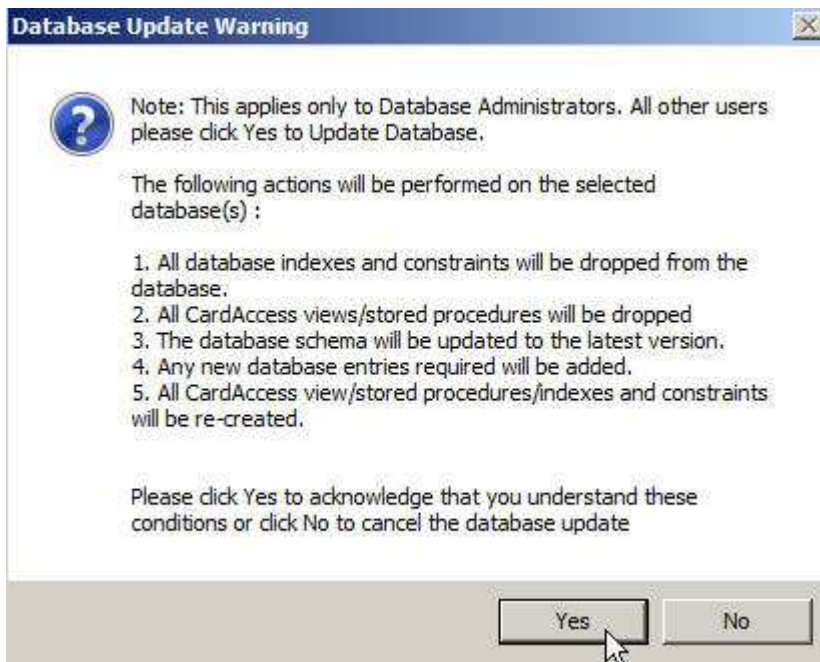 Database Update Warning
Note: This applies only to Database Administrators. All other users
please click Yes to Update Database.
The following actions will be performed on the selected
database(s) :
1. All database indexes and constraints will be dropped from the
database.
2. All CardAccess views/stored procedures will be dropped
3. The database schema will be updated to the latest version.
4. Any new database entries required will be added.
5. All CardAccess view/stored procedures/indexes and constraints
will be re-created.
Please click Yes to acknowledge that you understand these
conditions or click No to cancel the database update
Yes
No